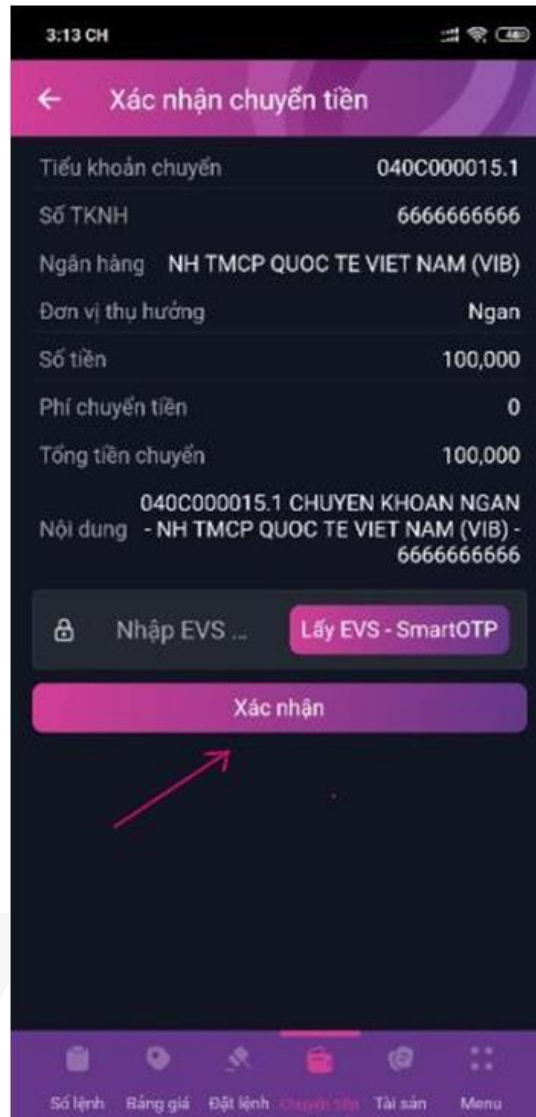 3:13 CH
Xác nhận chuyển tiền
Tiểu khoản chuyển 040C000015.1
Số TKNH 6666666666
Ngân hàng NH TMCP QUOC TE VIET NAM (VIB)
Đơn vị thụ hưởng Ngan
Số tiền 100,000
Phí chuyển tiền 0
Tổng tiền chuyển 100,000
040C000015.1 CHUYEN KHOAN NGAN
Nội dung - NH TMCP QUOC TE VIET NAM (VIB) -
6666666666
Nhập EVS ... Lấy EVS - SmartOTP
Xác nhận
Sổ lệnh Bảng giá Đặt lệnh Chuyển tiền Tài sản Menu